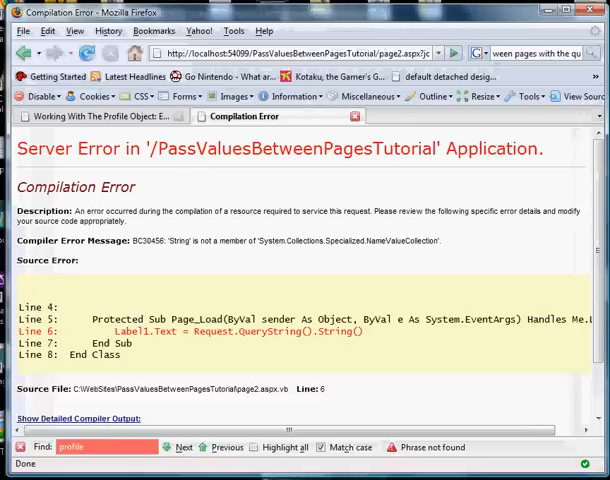 Compilation Error - Mozilla Firefox
File Edit View History Bookmarks Yahoo! Tools Help
http://localhost:54099/PassValuesBetweenPagesTutorial/page2.aspx?jc
ween pages with the qu
Getting Started Latest Headlines Go Nintendo - What ar... Kotaku, the Gamer's G... default detached desig...
Disable Cookies CSS Forms Images Information Miscellaneous Outline Resize Tools View Sourc
Working With The Profile Object: E... Compilation Error
Server Error in '/PassValuesBetweenPagesTutorial' Application.
Compilation Error
Description: An error occurred during the compilation of a resource required to service this request. Please review the following specific error details and modify
your source code appropriately.
Compiler Error Message: BC30456: 'String' is not a member of 'System.Collections.Specialized.NameValueCollection'.
Source Error:
Line 4:
Line 5: Protected Sub Page_Load(ByVal sender As Object, ByVal e As System.EventArgs) Handles Me.L
Line 6: Label1.Text = Request.QueryString().String()
Line 7: End Sub
Line 8: End Class
Source File: C:\WebSites\PassValuesBetweenPagesTutorial\page2.aspx.vb Line: 6
Show Detailed Compiler Output:
Find: profile Next Previous Highlight all Match case Phrase not found
Done